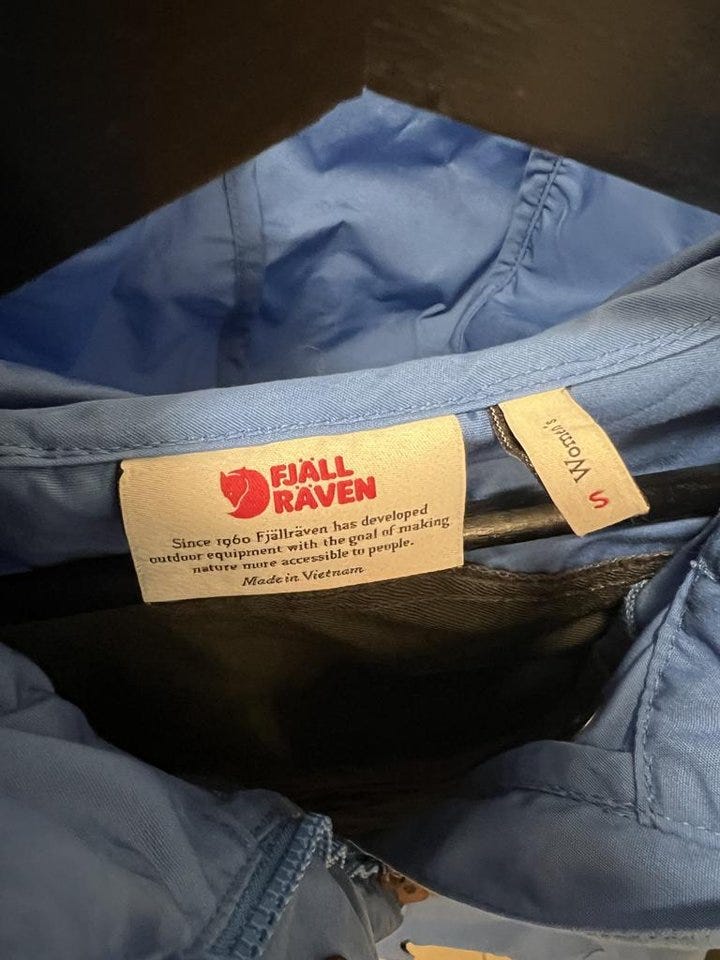 FJÄLL
RÄVEN
Since 1960 Fjällräven has developed
outdoor equipment with the goal of making
nature more accessible to people.
Made in Vietnam
Women's
S